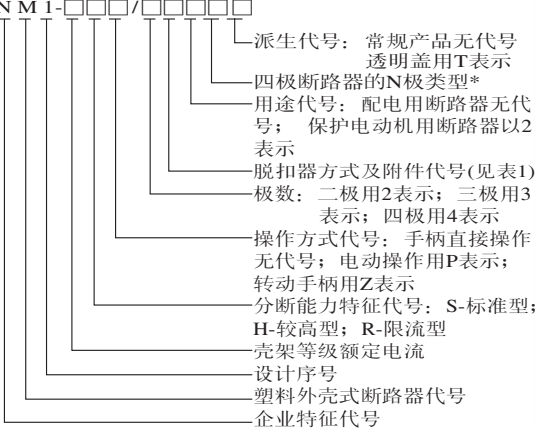 N M 1-□□□/□□□□□
派生代号：常规产品无代号
透明盖用T表示
四极断路器的N极类型*
用途代号：配电用断路器无代
号； 保护电动机用断路器以2
表示
脱扣器方式及附件代号(见表1)
极数：二极用2表示；三极用3
表示；四极用4表示
操作方式代号：手柄直接操作
无代号；电动操作用P表示；
转动手柄用Z表示
分断能力特征代号：S-标准型；
H-较高型；R-限流型
壳架等级额定电流
设计序号
塑料外壳式断路器代号
企业特征代号